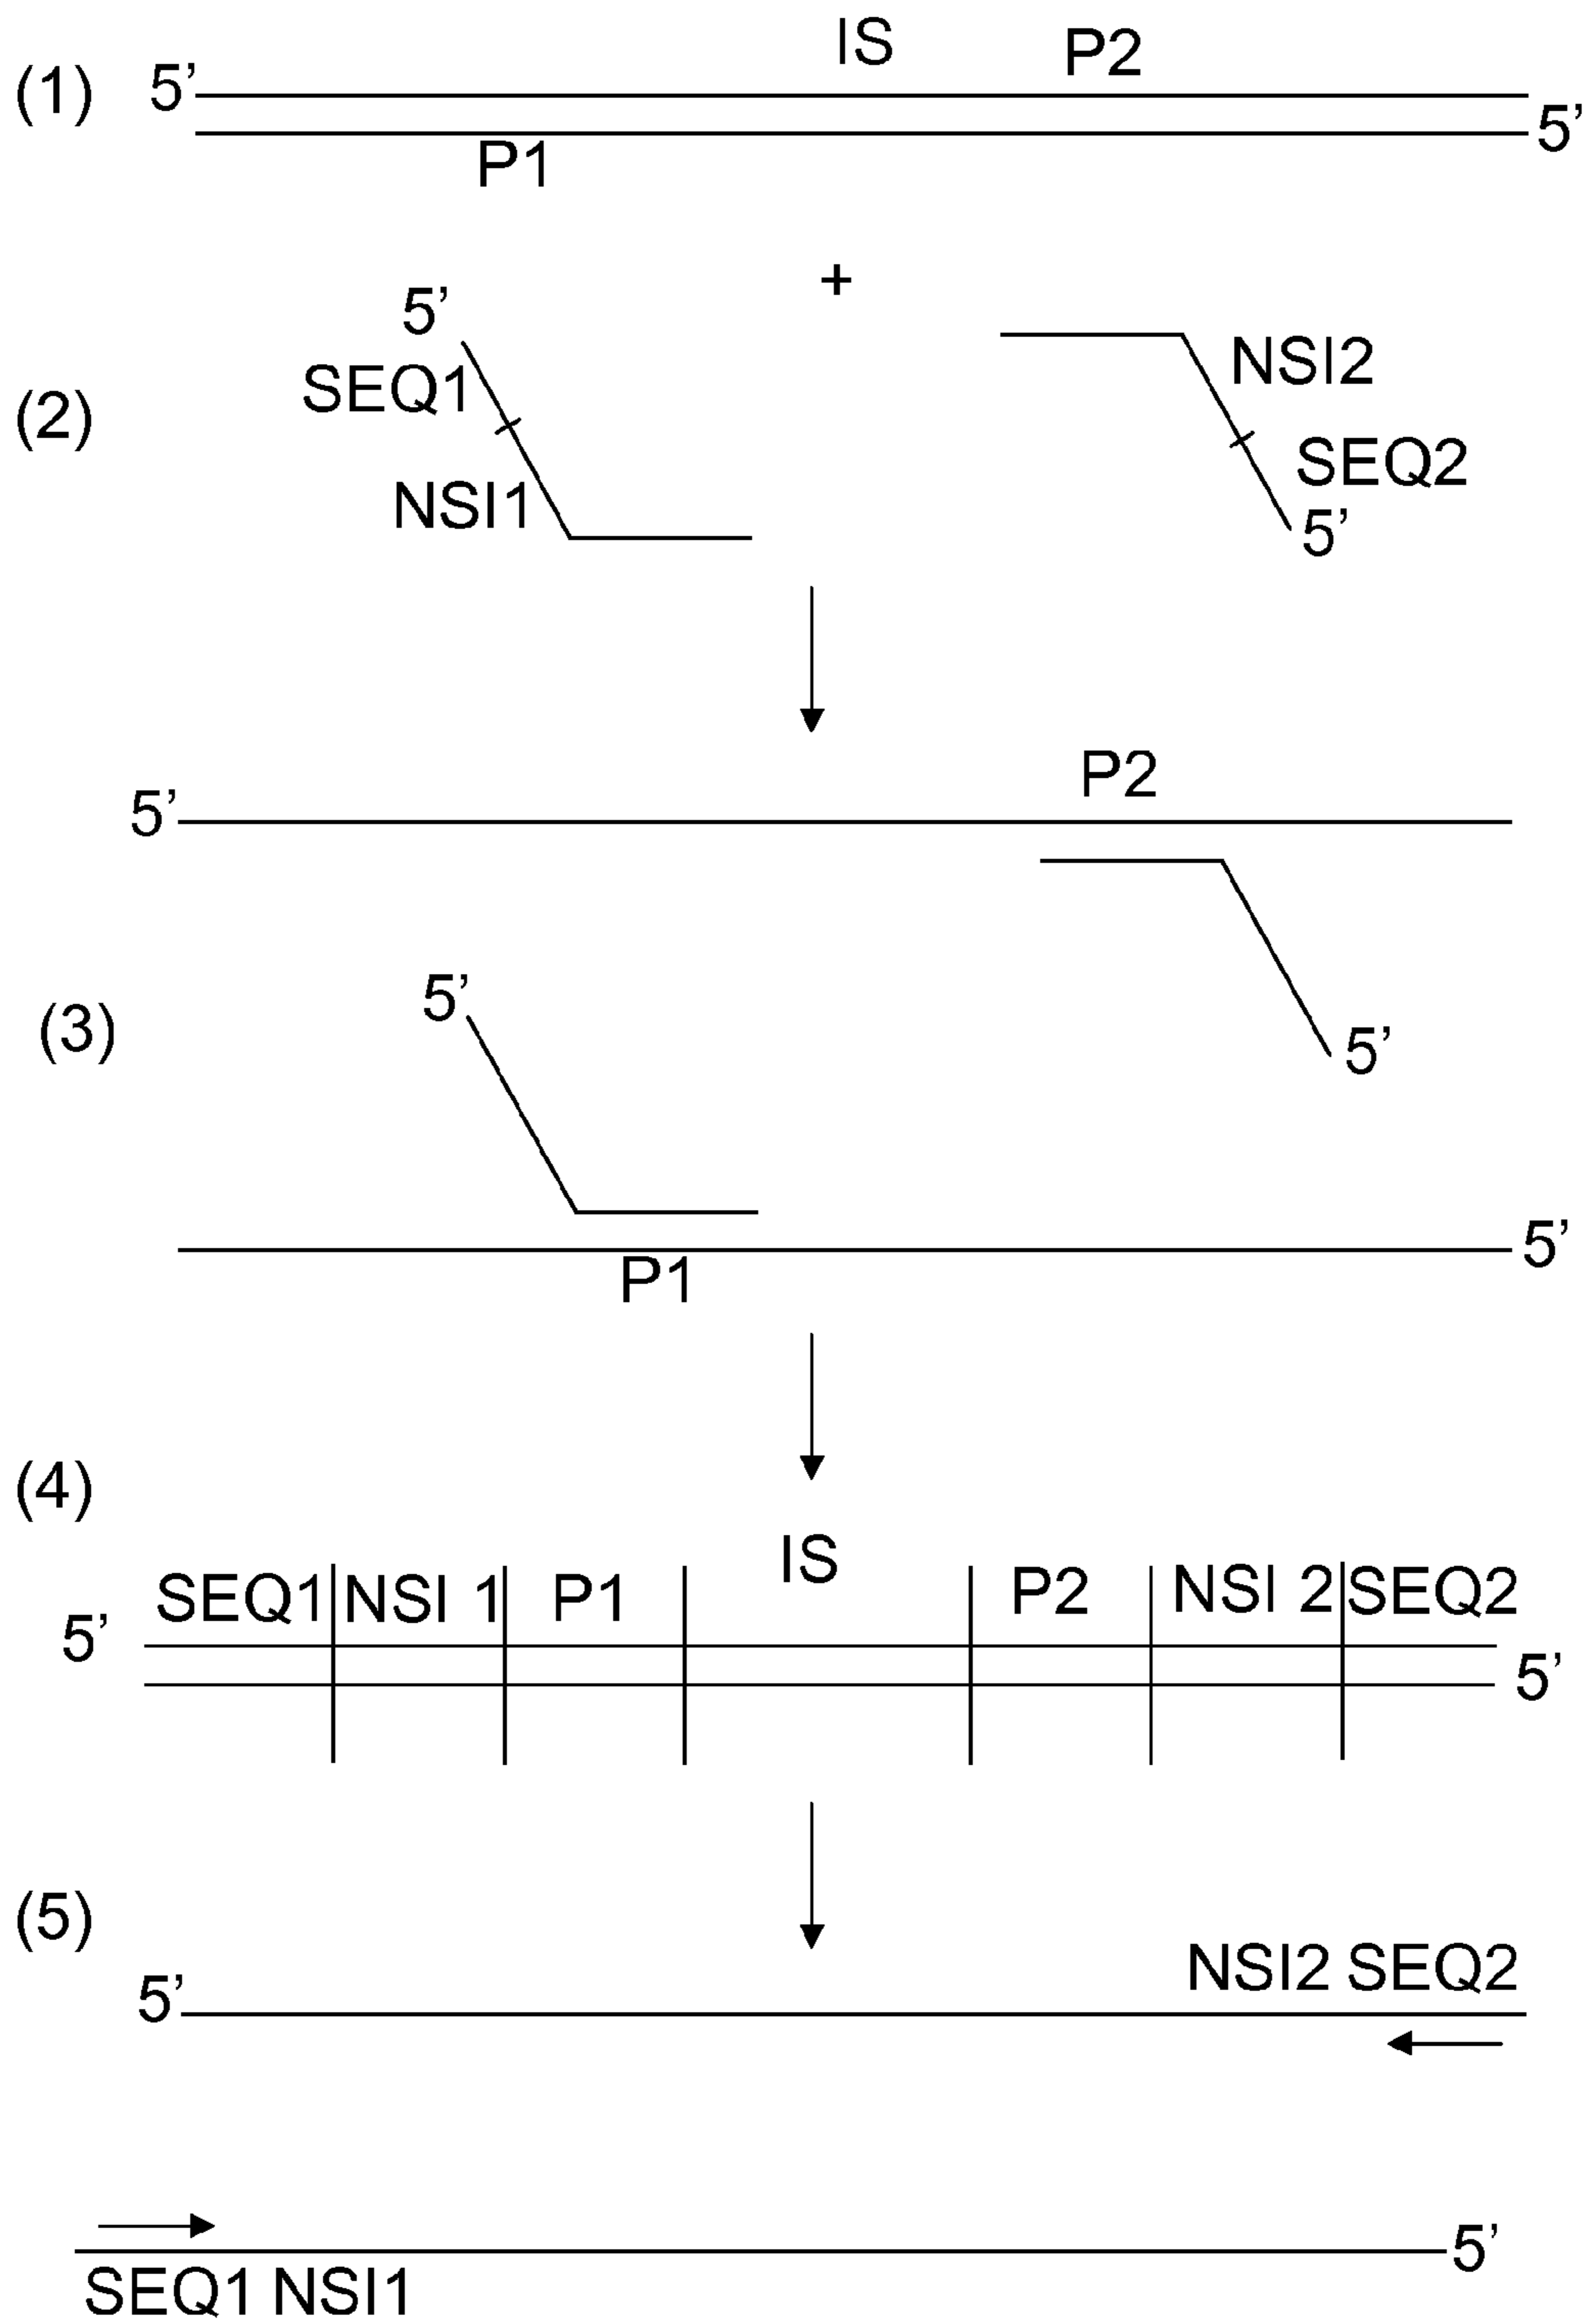 IS P2
(1) 5’
5’
P1
+
5’
SEQ1 NSI2
(2)
NSI1 SEQ2
5’
P2
5’
5’
(3) 5’
5’
P1
(4)
IS
SEQ1 NSI 1 P1 P2 NSI 2 SEQ2
5’
5’
(5)
NSI2 SEQ2
5’
5’
SEQ1 NSI1